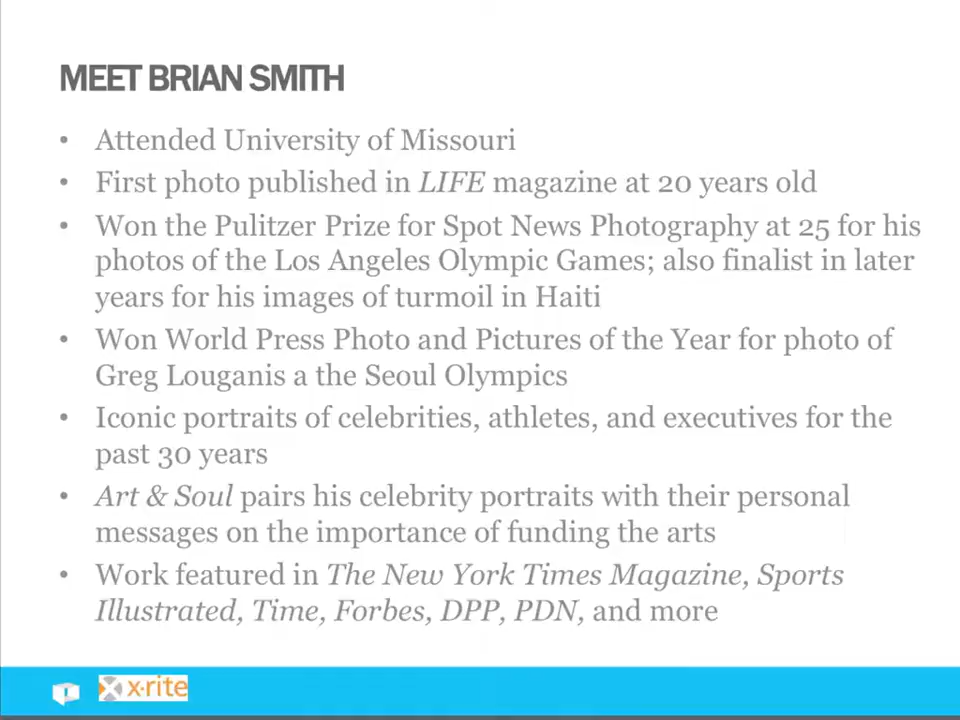 MEET BRIAN SMITH
• Attended University of Missouri
• First photo published in LIFE magazine at 20 years old
• Won the Pulitzer Prize for Spot News Photography at 25 for his
photos of the Los Angeles Olympic Games; also finalist in later
years for his images of turmoil in Haiti
• Won World Press Photo and Pictures of the Year for photo of
Greg Louganis a the Seoul Olympics
• Iconic portraits of celebrities, athletes, and executives for the
past 30 years
• Art & Soul pairs his celebrity portraits with their personal
messages on the importance of funding the arts
• Work featured in The New York Times Magazine, Sports
Illustrated, Time, Forbes, DPP, PDN, and more
x·rite